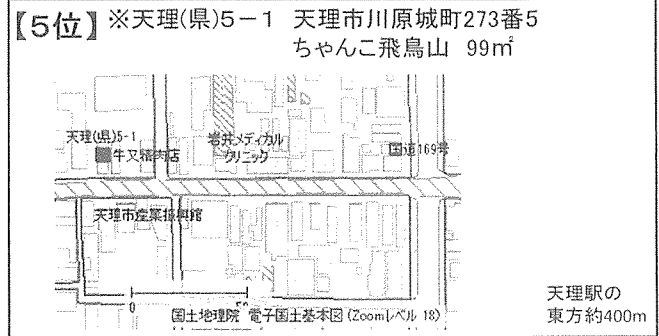 【5位】※天理(県)5-1 天理市川原城町273番5
ちゃんこ飛鳥山 99㎡
天理(県)5-1
牛又精肉店
岩井メディカル
クリニック
国道169号
天理市産業振興館
0
国土地理院 電子国土基本図(Zoomレベル 18)
天理駅の
東方約400m